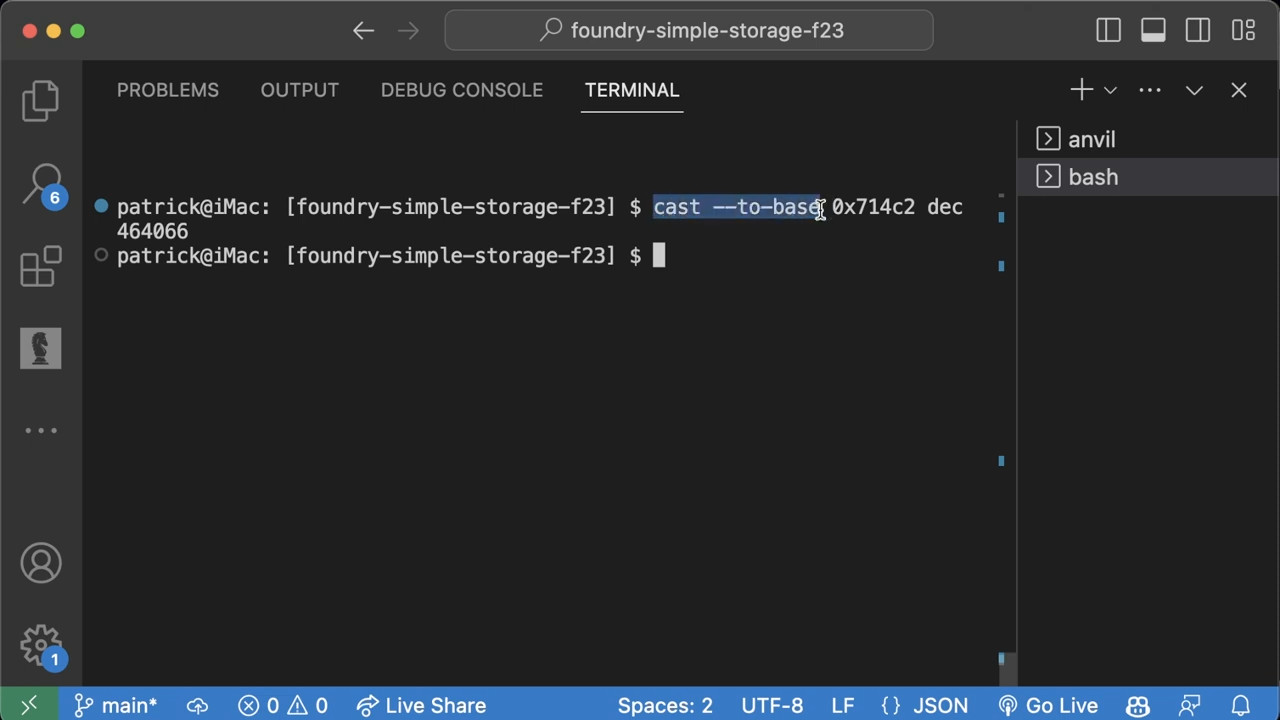 foundry-simple-storage-f23
PROBLEMS OUTPUT DEBUG CONSOLE TERMINAL
anvil
bash
patrick@iMac: [foundry-simple-storage-f23] $ cast --to-base 0x714c2 dec
464066
patrick@iMac: [foundry-simple-storage-f23] $
6
1
main* 0 0 Live Share Spaces: 2 UTF-8 LF {} JSON Go Live